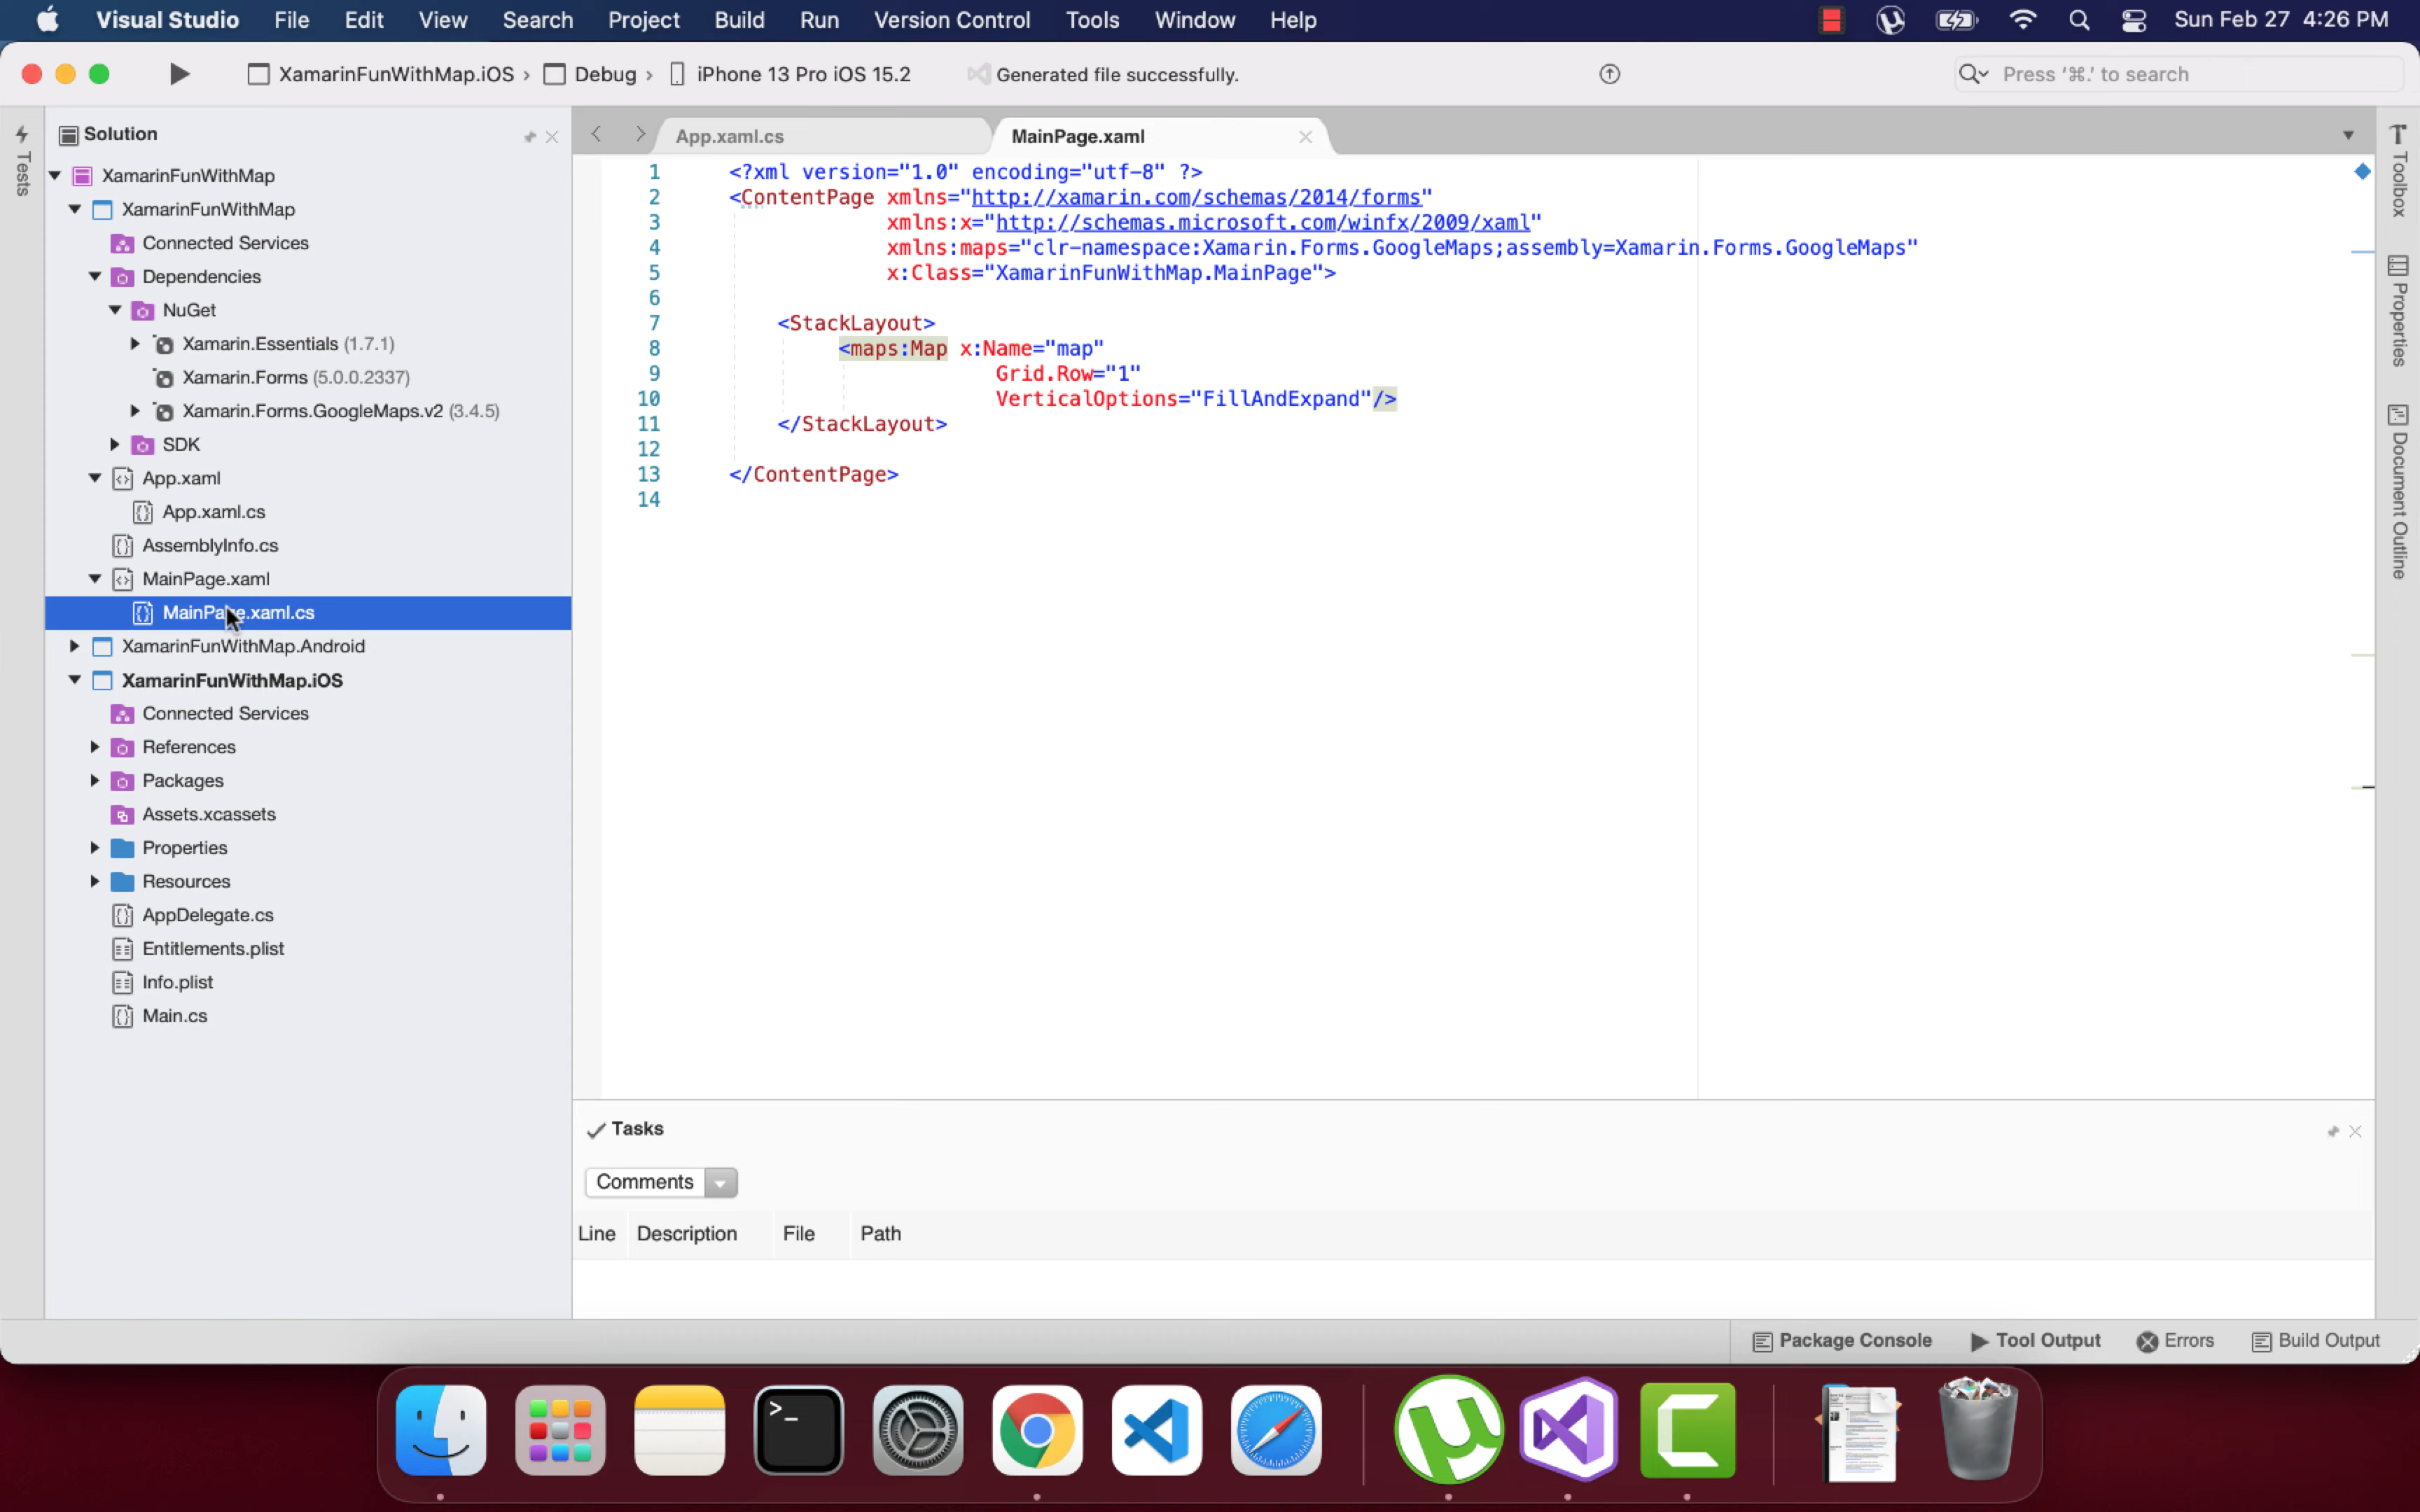 Visual Studio File Edit View Search Project Build Run Version Control Tools Window Help Sun Feb 27 4:26 PM
XamarinFunWithMap.iOS › Debug › iPhone 13 Pro iOS 15.2 Generated file successfully. Press ‘⌘.’ to search
Tests
Solution
XamarinFunWithMap
XamarinFunWithMap
Connected Services
Dependencies
NuGet
Xamarin.Essentials (1.7.1)
Xamarin.Forms (5.0.0.2337)
Xamarin.Forms.GoogleMaps.v2 (3.4.5)
SDK
App.xaml
App.xaml.cs
AssemblyInfo.cs
MainPage.xaml
MainPage.xaml.cs
XamarinFunWithMap.Android
XamarinFunWithMap.iOS
Connected Services
References
Packages
Assets.xcassets
Properties
Resources
AppDelegate.cs
Entitlements.plist
Info.plist
Main.cs
App.xaml.cs MainPage.xaml
1 <?xml version="1.0" encoding="utf-8" ?>
2 <ContentPage xmlns="http://xamarin.com/schemas/2014/forms"
3 xmlns:x="http://schemas.microsoft.com/winfx/2009/xaml"
4 xmlns:maps="clr-namespace:Xamarin.Forms.GoogleMaps;assembly=Xamarin.Forms.GoogleMaps"
5 x:Class="XamarinFunWithMap.MainPage">
6
7 <StackLayout>
8 <maps:Map x:Name="map"
9 Grid.Row="1"
10 VerticalOptions="FillAndExpand"/>
11 </StackLayout>
12
13 </ContentPage>
14
Toolbox
Properties
Document Outline
Tasks
Comments
Line Description File Path
Package Console Tool Output Errors Build Output